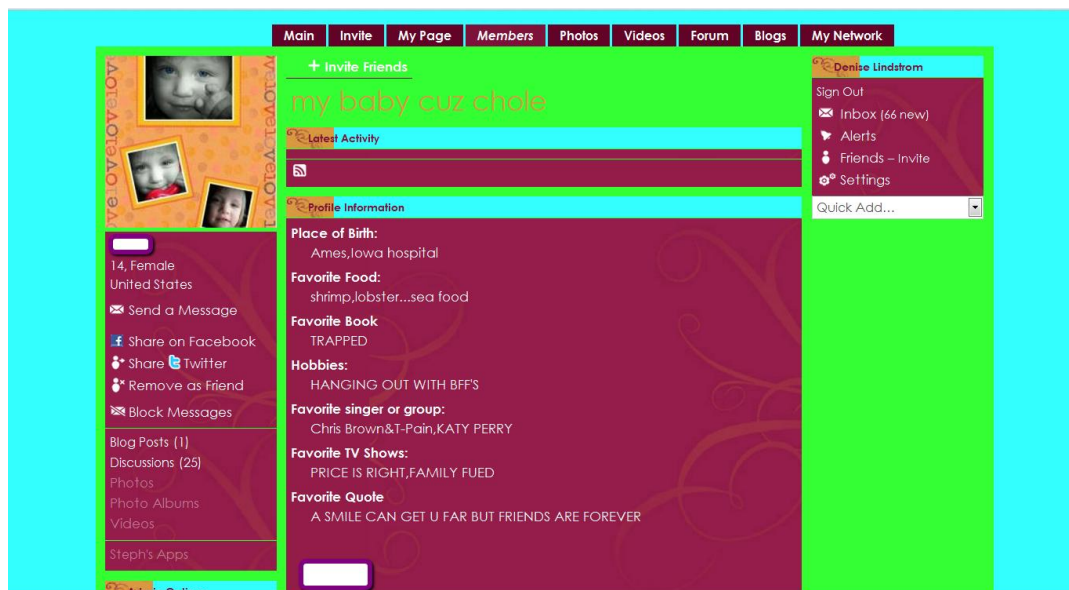 Main Invite My Page Members Photos Videos Forum Blogs My Network
velovelovelove
velovelovelove
14, Female
United States
Send a Message
Share on Facebook
Share Twitter
Remove as Friend
Block Messages
Blog Posts (1)
Discussions (25)
Photos
Photo Albums
Videos
Steph's Apps
+ Invite Friends
my baby cuz chole
Latest Activity
Profile Information
Place of Birth:
Ames,Iowa hospital
Favorite Food:
shrimp,lobster...sea food
Favorite Book
TRAPPED
Hobbies:
HANGING OUT WITH BFF'S
Favorite singer or group:
Chris Brown&T-Pain,KATY PERRY
Favorite TV Shows:
PRICE IS RIGHT,FAMILY FUED
Favorite Quote
A SMILE CAN GET U FAR BUT FRIENDS ARE FOREVER
Denise Lindstrom
Sign Out
Inbox (66 new)
Alerts
Friends – Invite
Settings
Quick Add...